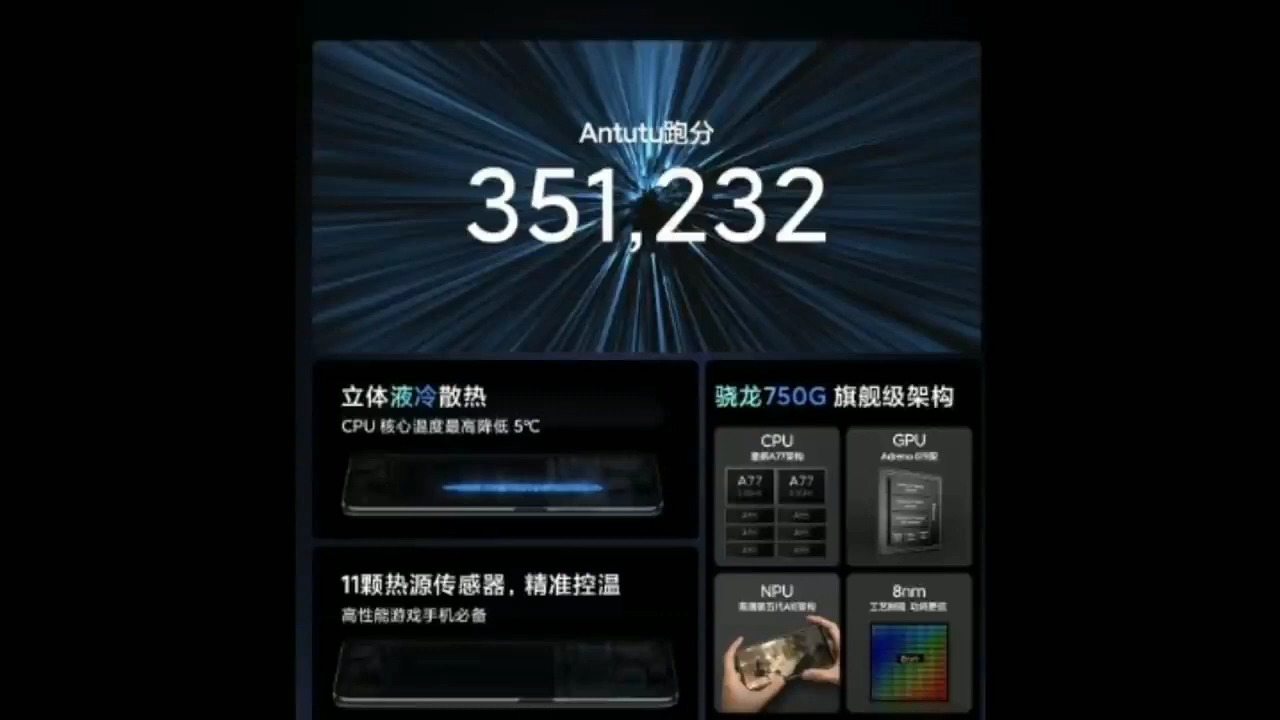 Antutu跑分
351,232
立体液冷散热
CPU 核心温度最高降低 5℃
11颗热源传感器，精准控温
高性能游戏手机必备
骁龙750G 旗舰级架构
CPU
A77 A77
GPU
Adreno 619
NPU
8nm
8nm